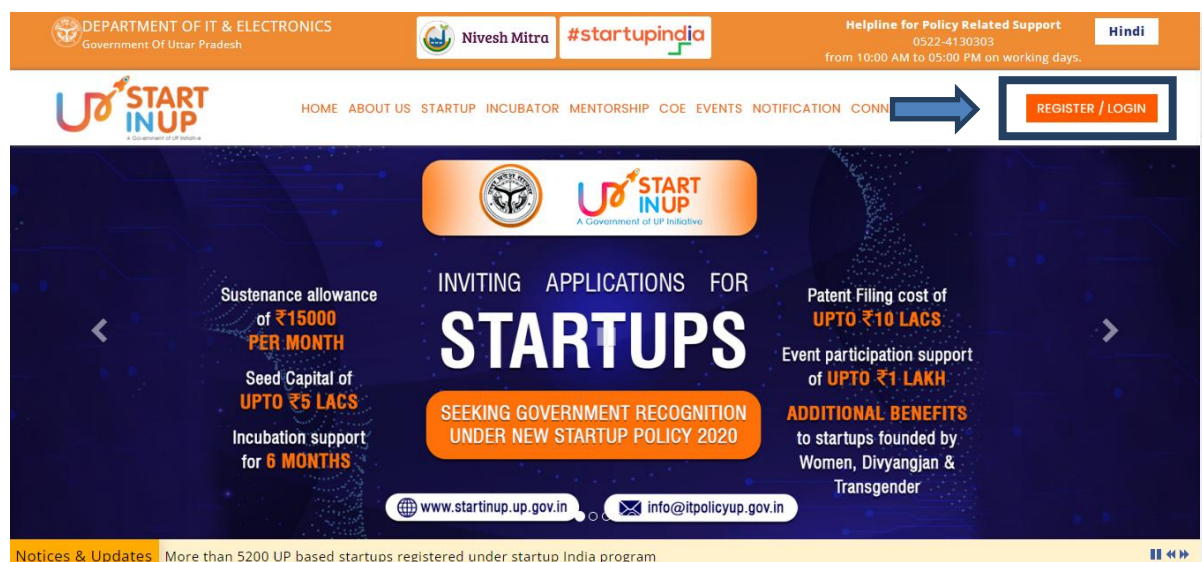 DEPARTMENT OF IT & ELECTRONICS
Government Of Uttar Pradesh
Nivesh Mitra
#startupindia
Helpline for Policy Related Support
0522-4130303
from 10:00 AM to 05:00 PM on working days.
Hindi
UP START
INUP
A Government of UP Initiative
HOME ABOUT US STARTUP INCUBATOR MENTORSHIP COE EVENTS NOTIFICATION CONN
REGISTER / LOGIN
UP START
INUP
A Government of UP Initiative
INVITING APPLICATIONS FOR
STARTUPS
SEEKING GOVERNMENT RECOGNITION
UNDER NEW STARTUP POLICY 2020
Sustenance allowance
of ₹15000
PER MONTH
Seed Capital of
UPTO ₹5 LACS
Incubation support
for 6 MONTHS
Patent Filing cost of
UPTO ₹10 LACS
Event participation support
of UPTO ₹1 LAKH
ADDITIONAL BENEFITS
to startups founded by
Women, Divyangjan &
Transgender
www.startinup.up.gov.in
info@itpolicyup.gov.in
Notices & Updates More than 5200 UP based startups registered under startup India program